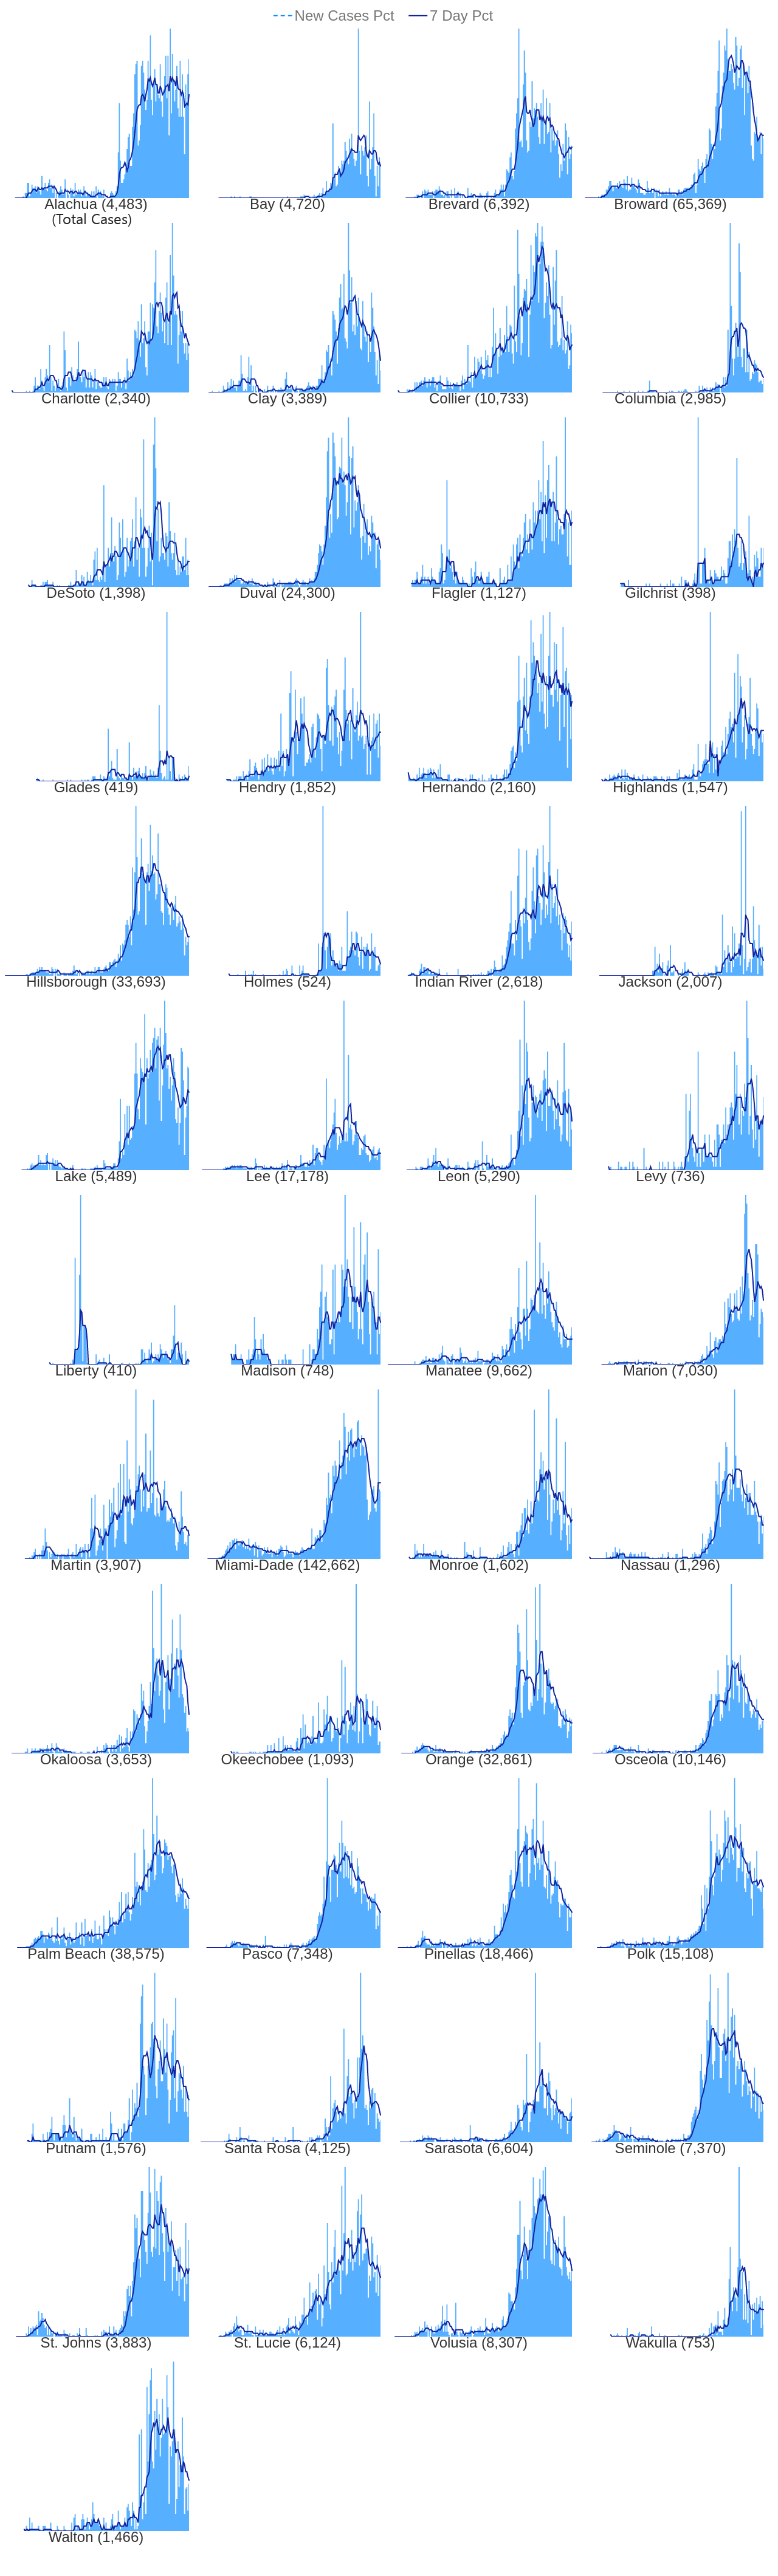 New Cases Pct 7 Day Pct
Alachua (4,483) Bay (4,720) Brevard (6,392) Broward (65,369)
(Total Cases)
Charlotte (2,340) Clay (3,389) Collier (10,733) Columbia (2,985)
DeSoto (1,398) Duval (24,300) Flagler (1,127) Gilchrist (398)
Glades (419) Hendry (1,852) Hernando (2,160) Highlands (1,547)
Hillsborough (33,693) Holmes (524) Indian River (2,618) Jackson (2,007)
Lake (5,489) Lee (17,178) Leon (5,290) Levy (736)
Liberty (410) Madison (748) Manatee (9,662) Marion (7,030)
Martin (3,907) Miami-Dade (142,662) Monroe (1,602) Nassau (1,296)
Okaloosa (3,653) Okeechobee (1,093) Orange (32,861) Osceola (10,146)
Palm Beach (38,575) Pasco (7,348) Pinellas (18,466) Polk (15,108)
Putnam (1,576) Santa Rosa (4,125) Sarasota (6,604) Seminole (7,370)
St. Johns (3,883) St. Lucie (6,124) Volusia (8,307) Wakulla (753)
Walton (1,466)